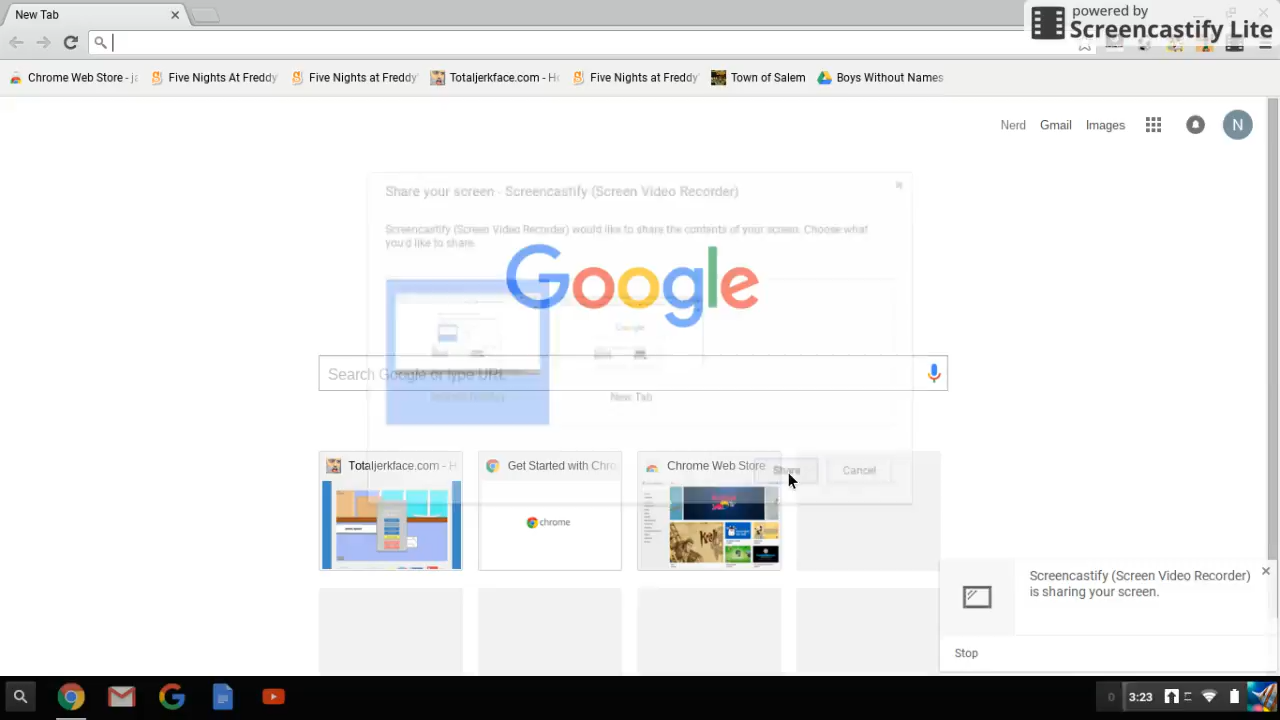 New Tab
powered by
Screencastify Lite
Chrome Web Store - ja
Five Nights At Freddy'
Five Nights at Freddy'
Totaljerkface.com - Ho
Five Nights at Freddy'
Town of Salem
Boys Without Names
Nerd
Gmail
Images
N
Share your screen - Screencastify (Screen Video Recorder)
Screencastify (Screen Video Recorder) would like to share the contents of your screen. Choose what
you'd like to share.
Google
Search Google or type URL
New Tab
Totaljerkface.com - H
Get Started with Chro
Chrome Web Store
Share
Cancel
chrome
Screencastify (Screen Video Recorder)
is sharing your screen.
Stop
0
3:23